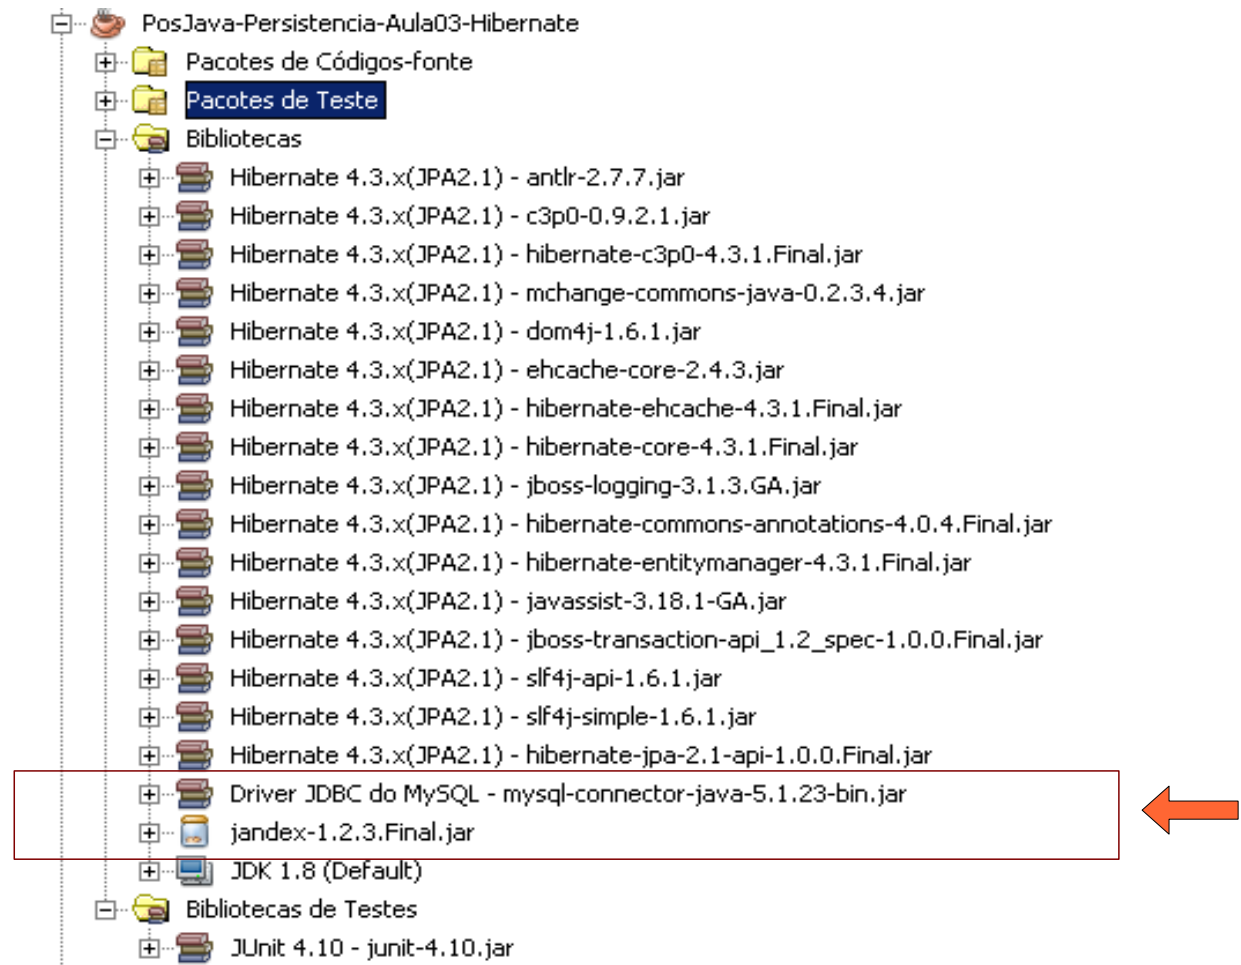 PosJava-Persistencia-Aula03-Hibernate
Pacotes de Códigos-fonte
Pacotes de Teste
Bibliotecas
Hibernate 4.3.x(JPA2.1) - antlr-2.7.7.jar
Hibernate 4.3.x(JPA2.1) - c3p0-0.9.2.1.jar
Hibernate 4.3.x(JPA2.1) - hibernate-c3p0-4.3.1.Final.jar
Hibernate 4.3.x(JPA2.1) - mchange-commons-java-0.2.3.4.jar
Hibernate 4.3.x(JPA2.1) - dom4j-1.6.1.jar
Hibernate 4.3.x(JPA2.1) - ehcache-core-2.4.3.jar
Hibernate 4.3.x(JPA2.1) - hibernate-ehcache-4.3.1.Final.jar
Hibernate 4.3.x(JPA2.1) - hibernate-core-4.3.1.Final.jar
Hibernate 4.3.x(JPA2.1) - jboss-logging-3.1.3.GA.jar
Hibernate 4.3.x(JPA2.1) - hibernate-commons-annotations-4.0.4.Final.jar
Hibernate 4.3.x(JPA2.1) - hibernate-entitymanager-4.3.1.Final.jar
Hibernate 4.3.x(JPA2.1) - javassist-3.18.1-GA.jar
Hibernate 4.3.x(JPA2.1) - jboss-transaction-api_1.2_spec-1.0.0.Final.jar
Hibernate 4.3.x(JPA2.1) - slf4j-api-1.6.1.jar
Hibernate 4.3.x(JPA2.1) - slf4j-simple-1.6.1.jar
Hibernate 4.3.x(JPA2.1) - hibernate-jpa-2.1-api-1.0.0.Final.jar
Driver JDBC do MySQL - mysql-connector-java-5.1.23-bin.jar
jandex-1.2.3.Final.jar
JDK 1.8 (Default)
Bibliotecas de Testes
JUnit 4.10 - junit-4.10.jar